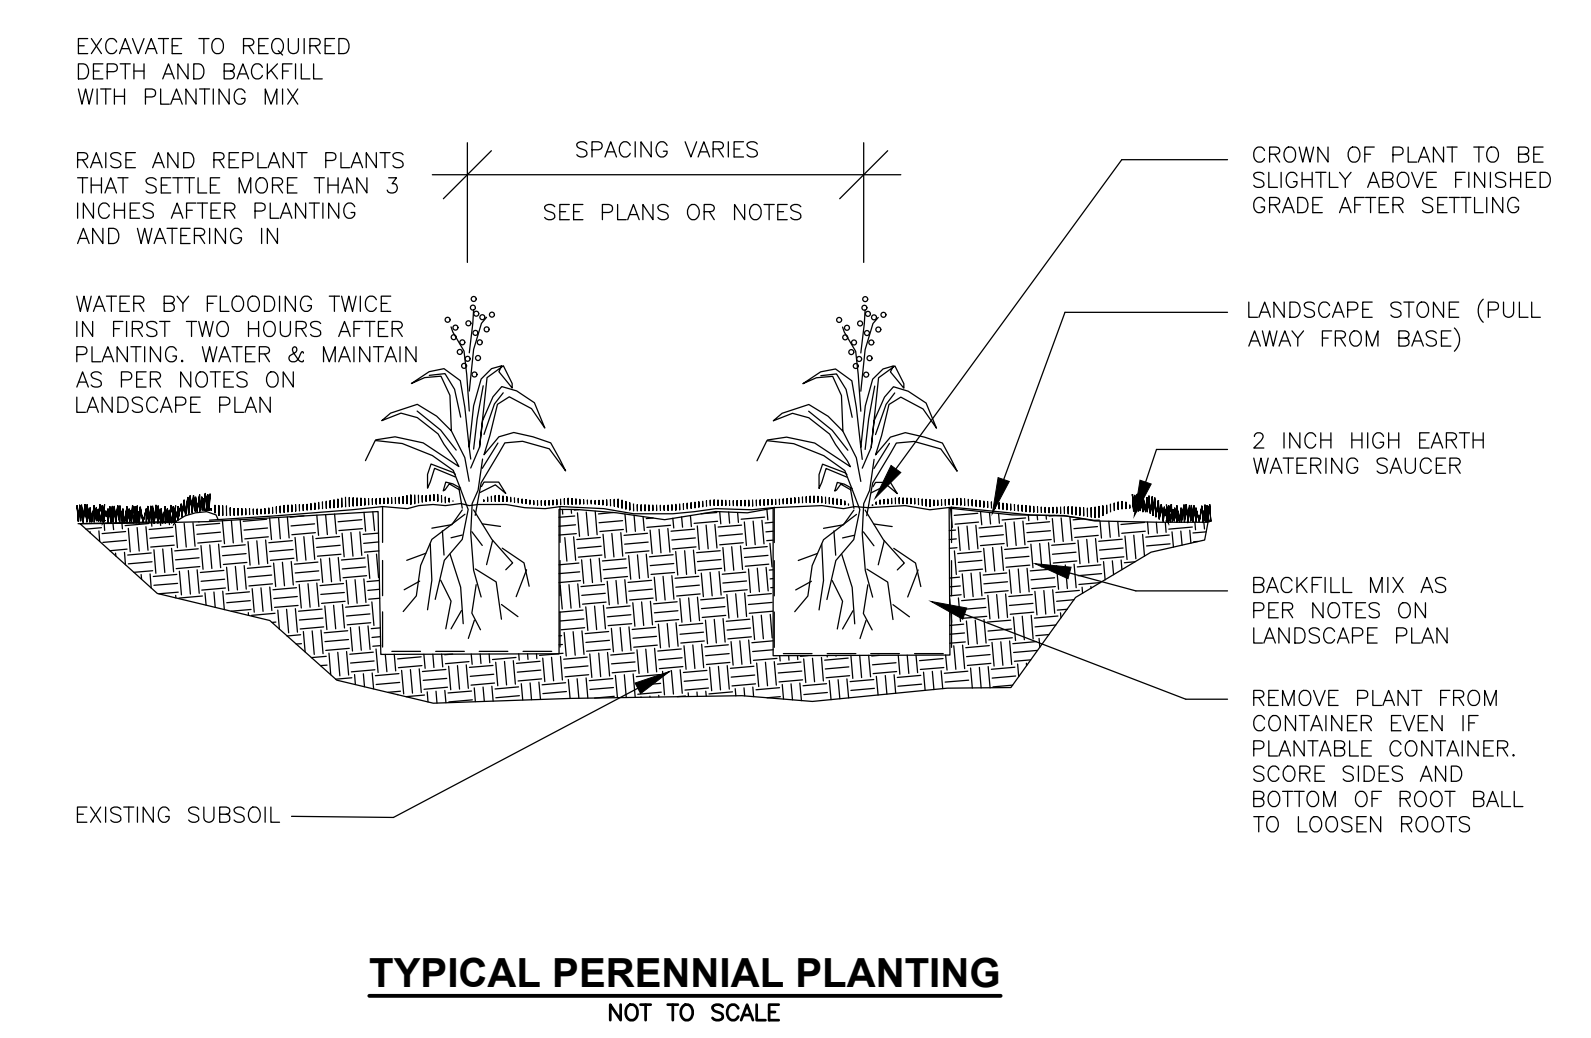 EXCAVATE TO REQUIRED
DEPTH AND BACKFILL
WITH PLANTING MIX
RAISE AND REPLANT PLANTS
THAT SETTLE MORE THAN 3
INCHES AFTER PLANTING
AND WATERING IN
WATER BY FLOODING TWICE
IN FIRST TWO HOURS AFTER
PLANTING. WATER & MAINTAIN
AS PER NOTES ON
LANDSCAPE PLAN
SPACING VARIES
SEE PLANS OR NOTES
CROWN OF PLANT TO BE
SLIGHTLY ABOVE FINISHED
GRADE AFTER SETTLING
LANDSCAPE STONE (PULL
AWAY FROM BASE)
2 INCH HIGH EARTH
WATERING SAUCER
BACKFILL MIX AS
PER NOTES ON
LANDSCAPE PLAN
REMOVE PLANT FROM
CONTAINER EVEN IF
PLANTABLE CONTAINER.
SCORE SIDES AND
BOTTOM OF ROOT BALL
TO LOOSEN ROOTS
EXISTING SUBSOIL
TYPICAL PERENNIAL PLANTING
NOT TO SCALE